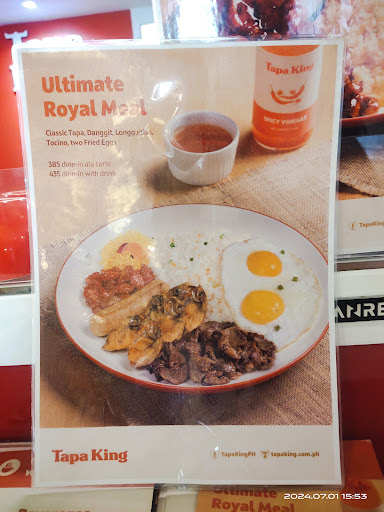 Ultimate
Royal Meal
Classic Tapa, Danggit, Longganisa,
Tocino, two Fried Eggs
385 dine-in ala carte
435 dine-in with drink
Tapa King
SPICY VINEGAR
Tapa King
TapaKingPH
tapaking.com.ph
ANRE
Ultimate
Royal Meal
2024.07.01 15:53